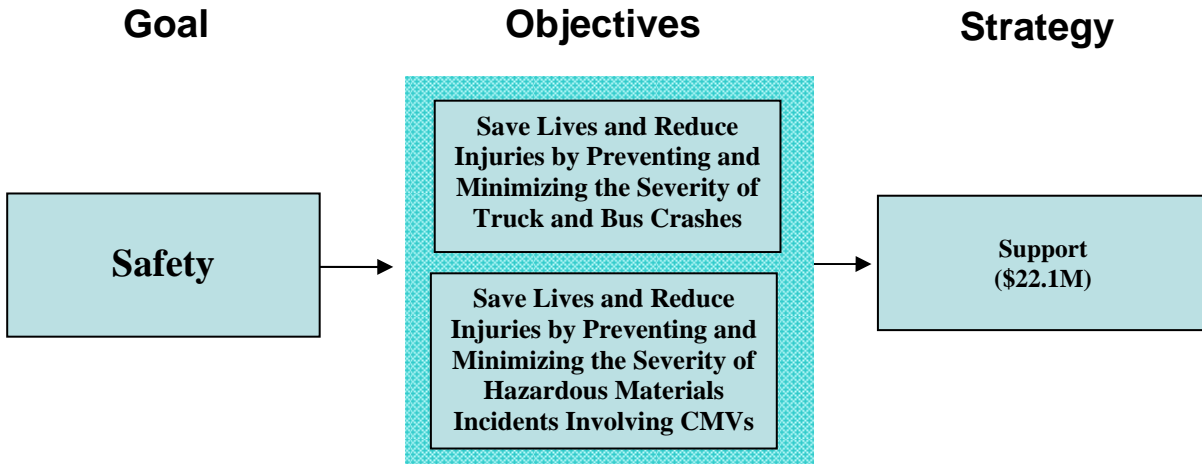 Goal
Objectives
Strategy
Safety
Save Lives and Reduce
Injuries by Preventing and
Minimizing the Severity of
Truck and Bus Crashes
Save Lives and Reduce
Injuries by Preventing and
Minimizing the Severity of
Hazardous Materials
Incidents Involving CMVs
Support
($22.1M)